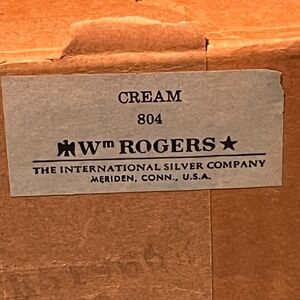 CREAM
804
Wm ROGERS ★
THE INTERNATIONAL SILVER COMPANY
MERIDEN, CONN., U.S.A.